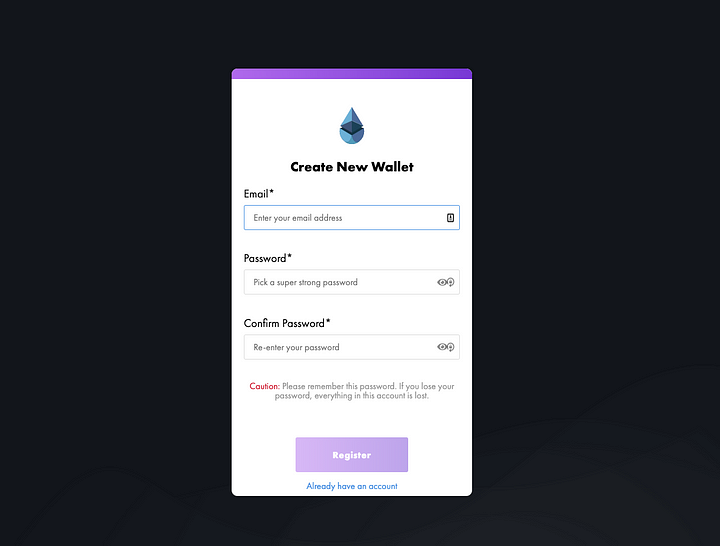 Create New Wallet
Email*
Enter your email address
Password*
Pick a super strong password
Confirm Password*
Re-enter your password
Caution: Please remember this password. If you lose your
password, everything in this account is lost.
Register
Already have an account